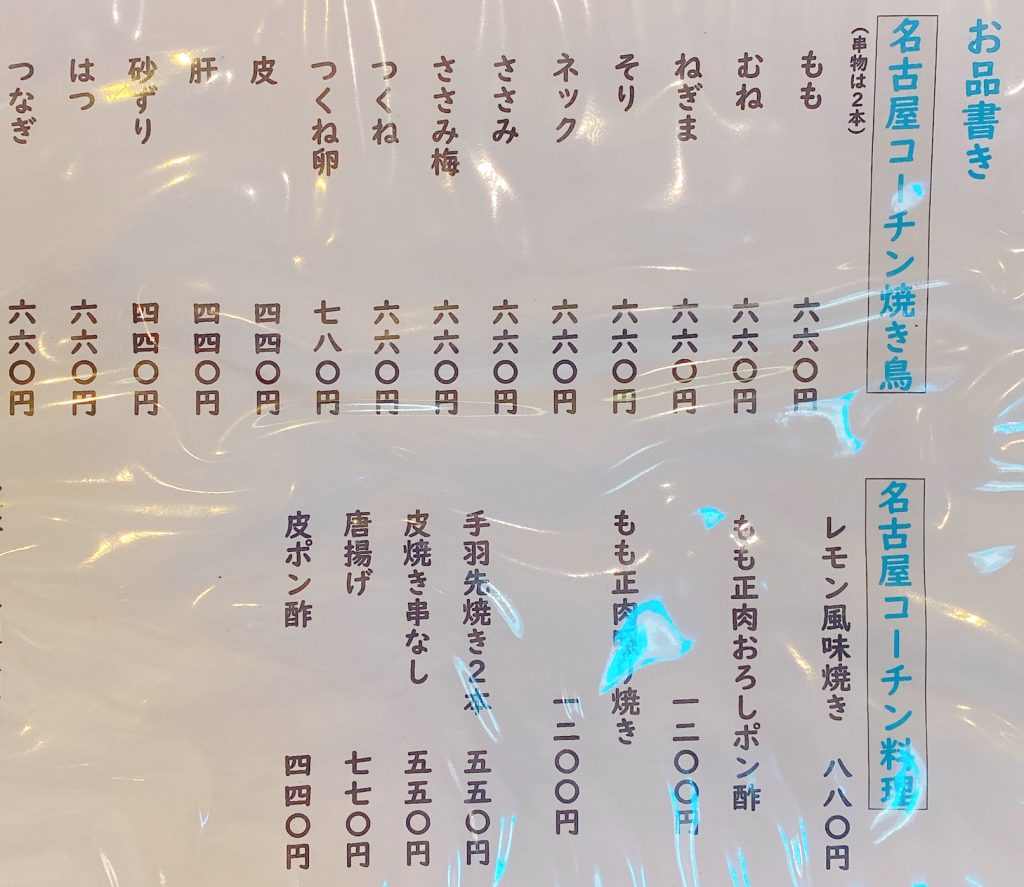 お品書き
名古屋コーチン焼き鳥
(串物は2本)
もも 六六〇円
むね 六六〇円
ねぎま 六六〇円
そり 六六〇円
ネック 六六〇円
ささみ 六六〇円
ささみ梅 六六〇円
つくね 六六〇円
つくね卵 七八〇円
皮 四四〇円
肝 四四〇円
砂ずり 四四〇円
はつ 六六〇円
つなぎ 六六〇円
名古屋コーチン料理
レモン風味焼き 八八〇円
もも正肉おろしポン酢
一二〇〇円
もも正肉 焼き
一二〇〇円
手羽先焼き2本 五五〇円
皮焼き串なし 五五〇円
唐揚げ 七七〇円
皮ポン酢 四四〇円